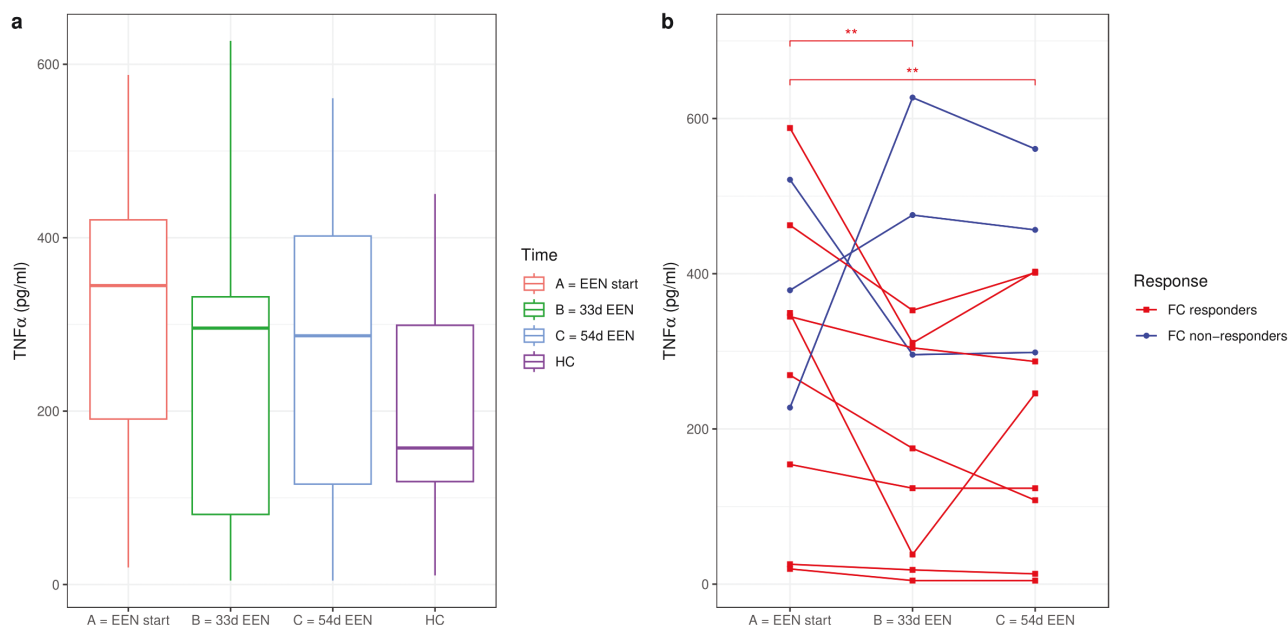 a
TNFα (pg/ml)
600
400
200
0
A = EEN start
B = 33d EEN
C = 54d EEN
HC
Time
A = EEN start
B = 33d EEN
C = 54d EEN
HC
b
TNFα (pg/ml)
600
400
200
0
**
**
A = EEN start
B = 33d EEN
C = 54d EEN
Response
FC responders
FC non−responders